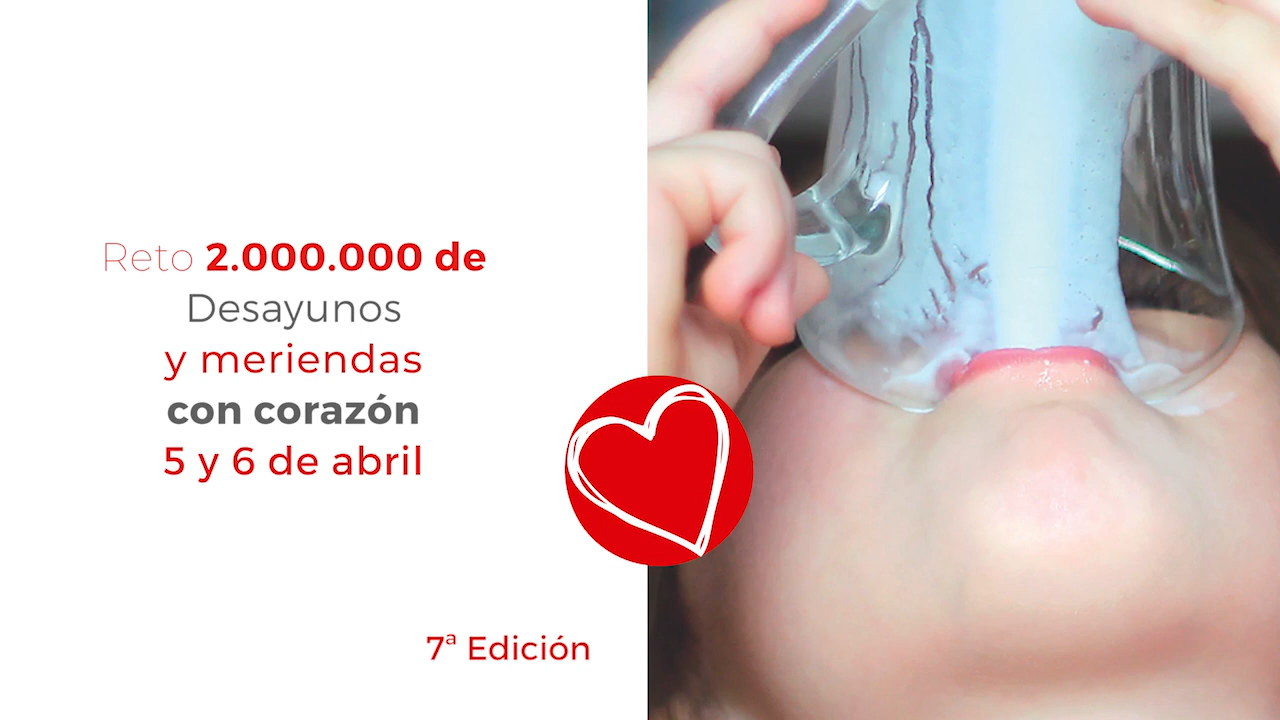 Reto 2.000.000 de
Desayunos
y meriendas
con corazón
5 y 6 de abril
7ª Edición